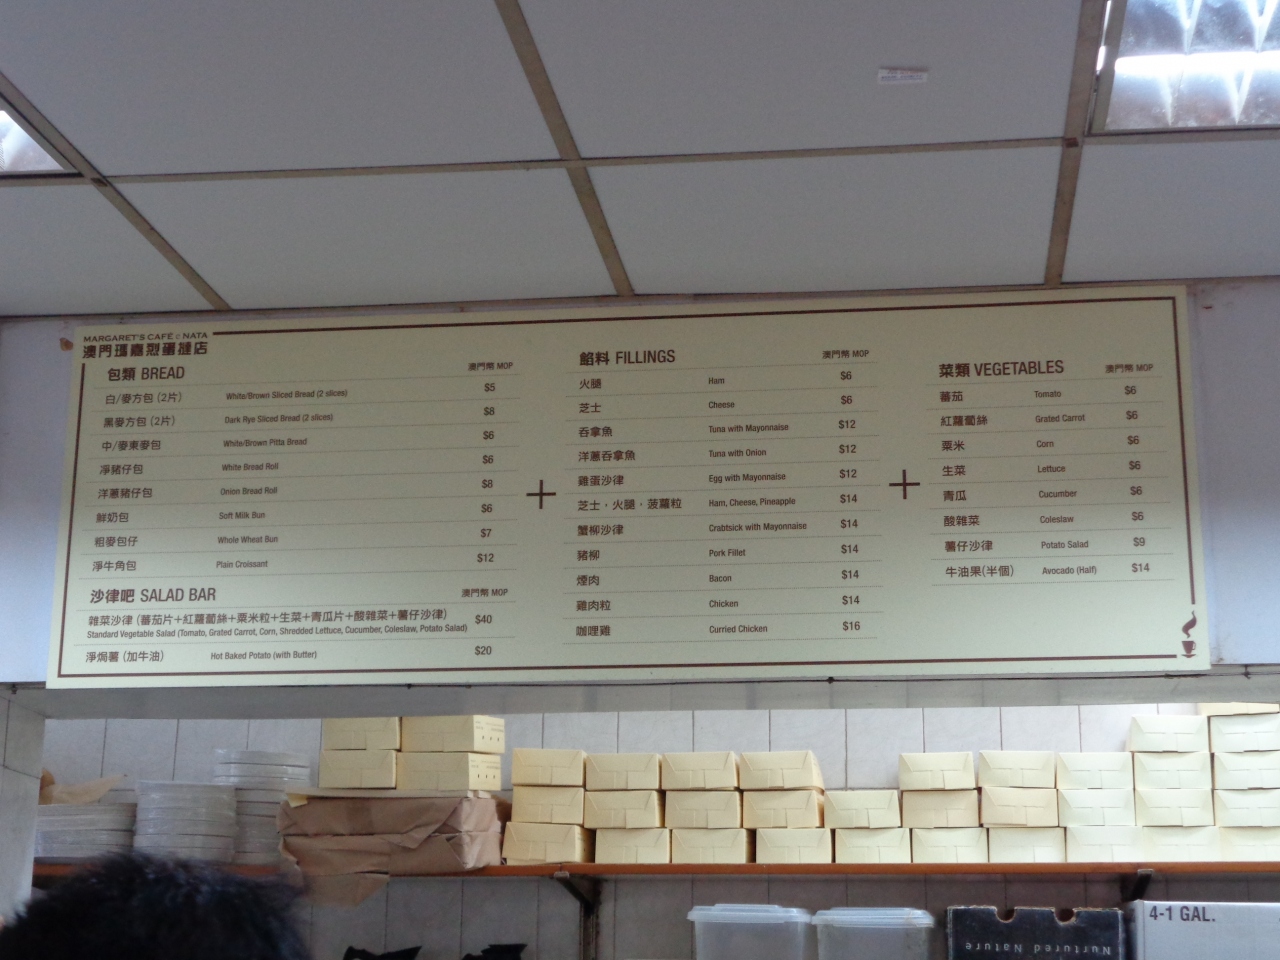 MARGARET'S CAFÉ e NATA
澳門瑪嘉烈蛋撻店
包類 BREAD 澳門幣 MOP
白/麥方包 (2片) White/Brown Sliced Bread (2 slices) $5
黑麥方包 (2片) Dark Rye Sliced Bread (2 slices) $8
中/麥東麥包 White/Brown Pitta Bread $6
淨豬仔包 White Bread Roll $6
洋蔥豬仔包 Onion Bread Roll $8
鮮奶包 Soft Milk Bun $6
粗麥包仔 Whole Wheat Bun $7
淨牛角包 Plain Croissant $12
沙律吧 SALAD BAR 澳門幣 MOP
雜菜沙律 (蕃茄片+紅蘿蔔絲+粟米粒+生菜+青瓜片+酸雜菜+薯仔沙律) $40
Standard Vegetable Salad (Tomato, Grated Carrot, Corn, Shredded Lettuce, Cucumber, Coleslaw, Potato Salad)
淨焗薯 (加牛油) Hot Baked Potato (with Butter) $20
+
餡料 FILLINGS 澳門幣 MOP
火腿 Ham $6
芝士 Cheese $6
吞拿魚 Tuna with Mayonnaise $12
洋蔥吞拿魚 Tuna with Onion $12
雞蛋沙律 Egg with Mayonnaise $12
芝士‧火腿‧菠蘿粒 Ham, Cheese, Pineapple $14
蟹柳沙律 Crabtsick with Mayonnaise $14
豬柳 Pork Fillet $14
煙肉 Bacon $14
雞肉粒 Chicken $14
咖哩雞 Curried Chicken $16
+
菜類 VEGETABLES 澳門幣 MOP
蕃茄 Tomato $6
紅蘿蔔絲 Grated Carrot $6
粟米 Corn $6
生菜 Lettuce $6
青瓜 Cucumber $6
酸雜菜 Coleslaw $6
薯仔沙律 Potato Salad $9
牛油果(半個) Avocado (Half) $14
4-1 GAL.
Nurtured Nature